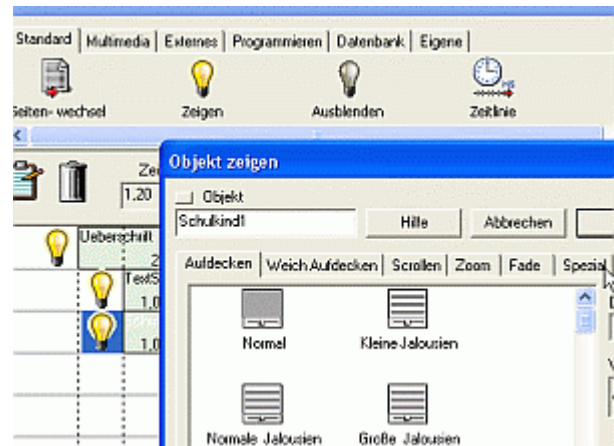 Standard Multimedia Externes Programmieren Datenbank Eigene
Seiten- wechsel Zeigen Ausblenden Zeitlinie
Objekt zeigen
1,20
Objekt
Schulkind1 Hilfe Abbrechen
Ueberschrift
Aufdecken Weich Aufdecken Scrollen Zoom Fade Spezial
TextS
1,0
1,0
Normal Kleine Jalousien
Normale Jalousien Große Jalousien